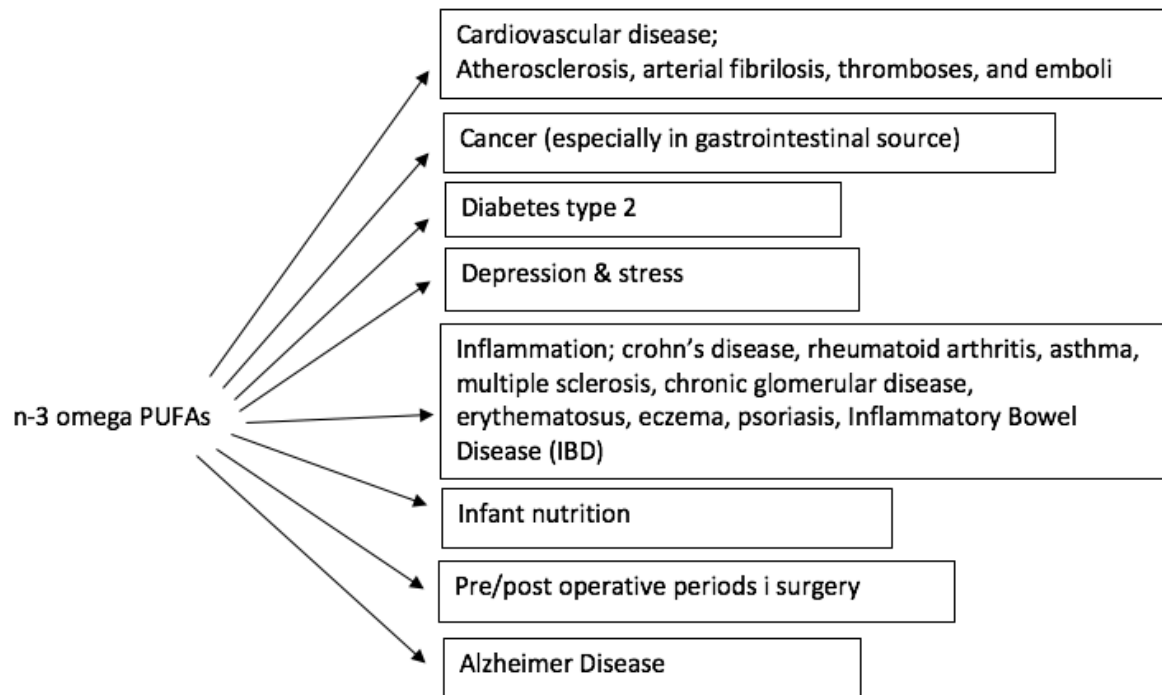 Cardiovascular disease;
Atherosclerosis, arterial fibrilosis, thromboses, and emboli
Cancer (especially in gastrointestinal source)
Diabetes type 2
Depression & stress
Inflammation; crohn's disease, rheumatoid arthritis, asthma,
multiple sclerosis, chronic glomerular disease,
erythematosus, eczema, psoriasis, Inflammatory Bowel
Disease (IBD)
n-3 omega PUFAs
Infant nutrition
Pre/post operative periods i surgery
Alzheimer Disease